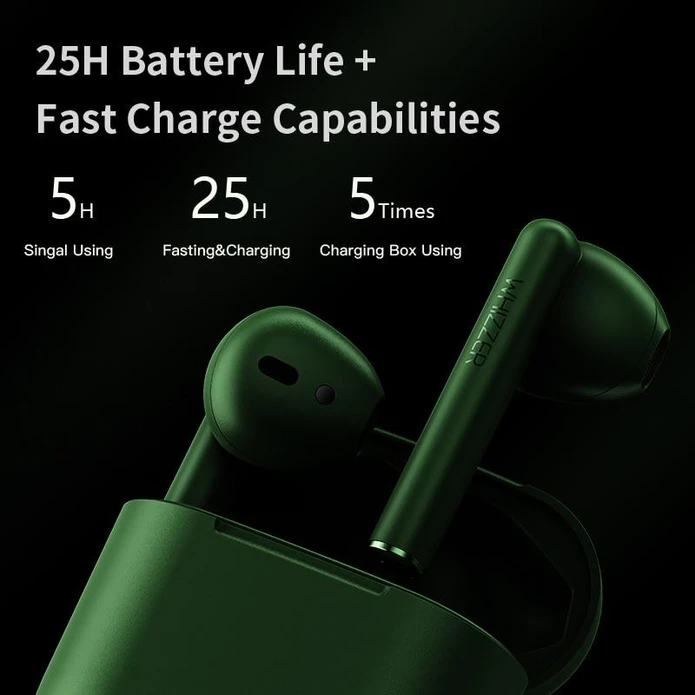 25H Battery Life +
Fast Charge Capabilities
5H 25H 5Times
Singal Using Fasting&Charging Charging Box Using
WHIZZER